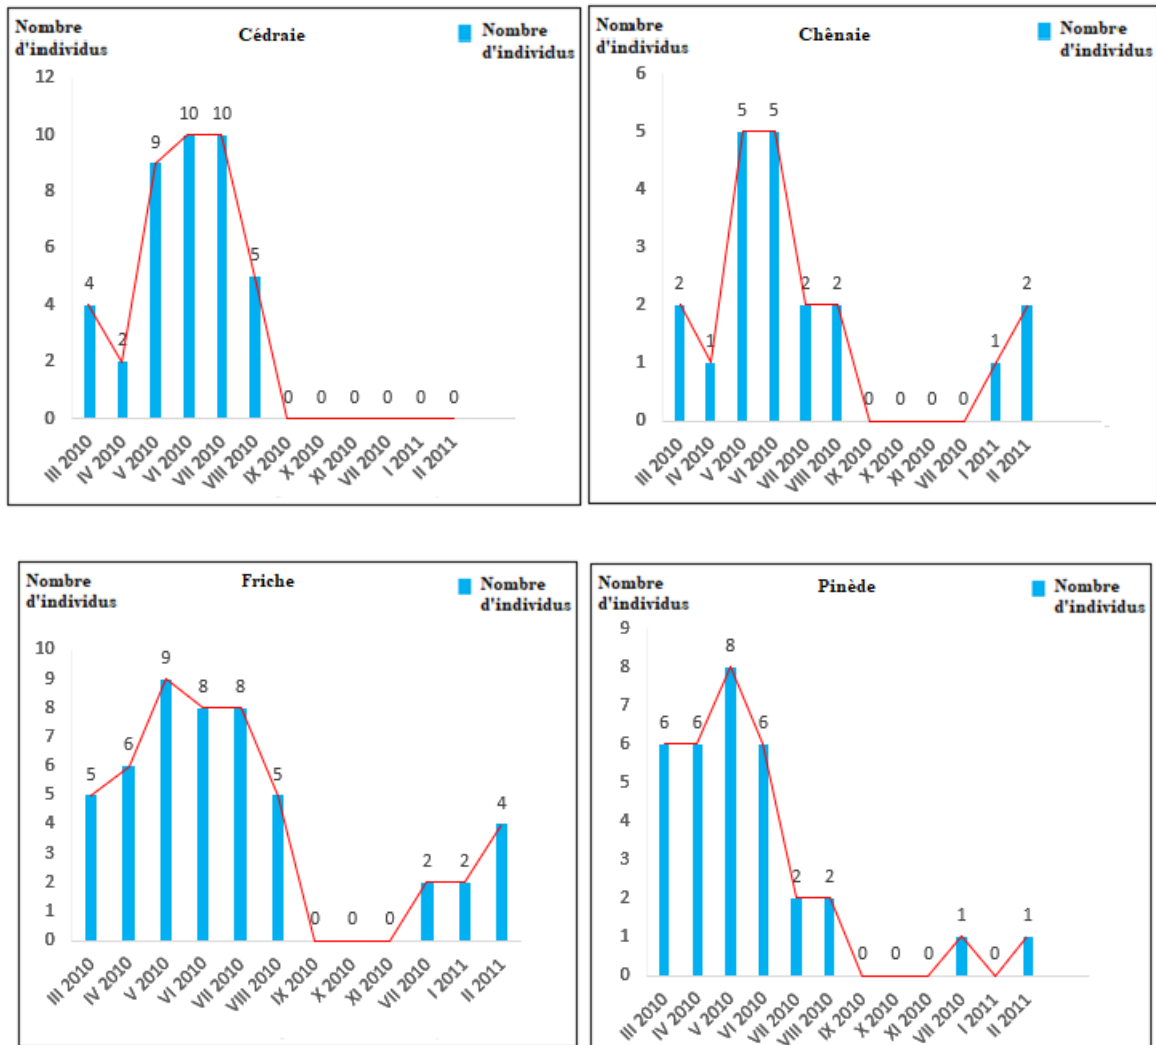 Nombre
d'individus
Cédraie
Nombre
d'individus
12
10
8
6
4
2
0
4
2
9
10
10
5
0
0
0
0
0
0
III 2010
IV 2010
V 2010
VI 2010
VII 2010
VIII 2010
IX 2010
X 2010
XI 2010
VII 2010
I 2011
II 2011
Nombre
d'individus
Chênaie
Nombre
d'individus
6
5
4
3
2
1
0
2
1
5
5
2
2
0
0
0
0
1
2
III 2010
IV 2010
V 2010
VI 2010
VII 2010
VIII 2010
IX 2010
X 2010
XI 2010
VII 2010
I 2011
II 2011
Nombre
d'individus
Friche
Nombre
d'individus
10
9
8
7
6
5
4
3
2
1
0
5
6
9
8
8
5
0
0
0
2
2
4
III 2010
IV 2010
V 2010
VI 2010
VII 2010
VIII 2010
IX 2010
X 2010
XI 2010
VII 2010
I 2011
II 2011
Nombre
d'individus
Pinède
Nombre
d'individus
9
8
7
6
5
4
3
2
1
0
6
6
8
6
2
2
0
0
0
1
0
1
III 2010
IV 2010
V 2010
VI 2010
VII 2010
VIII 2010
IX 2010
X 2010
XI 2010
VII 2010
I 2011
II 2011